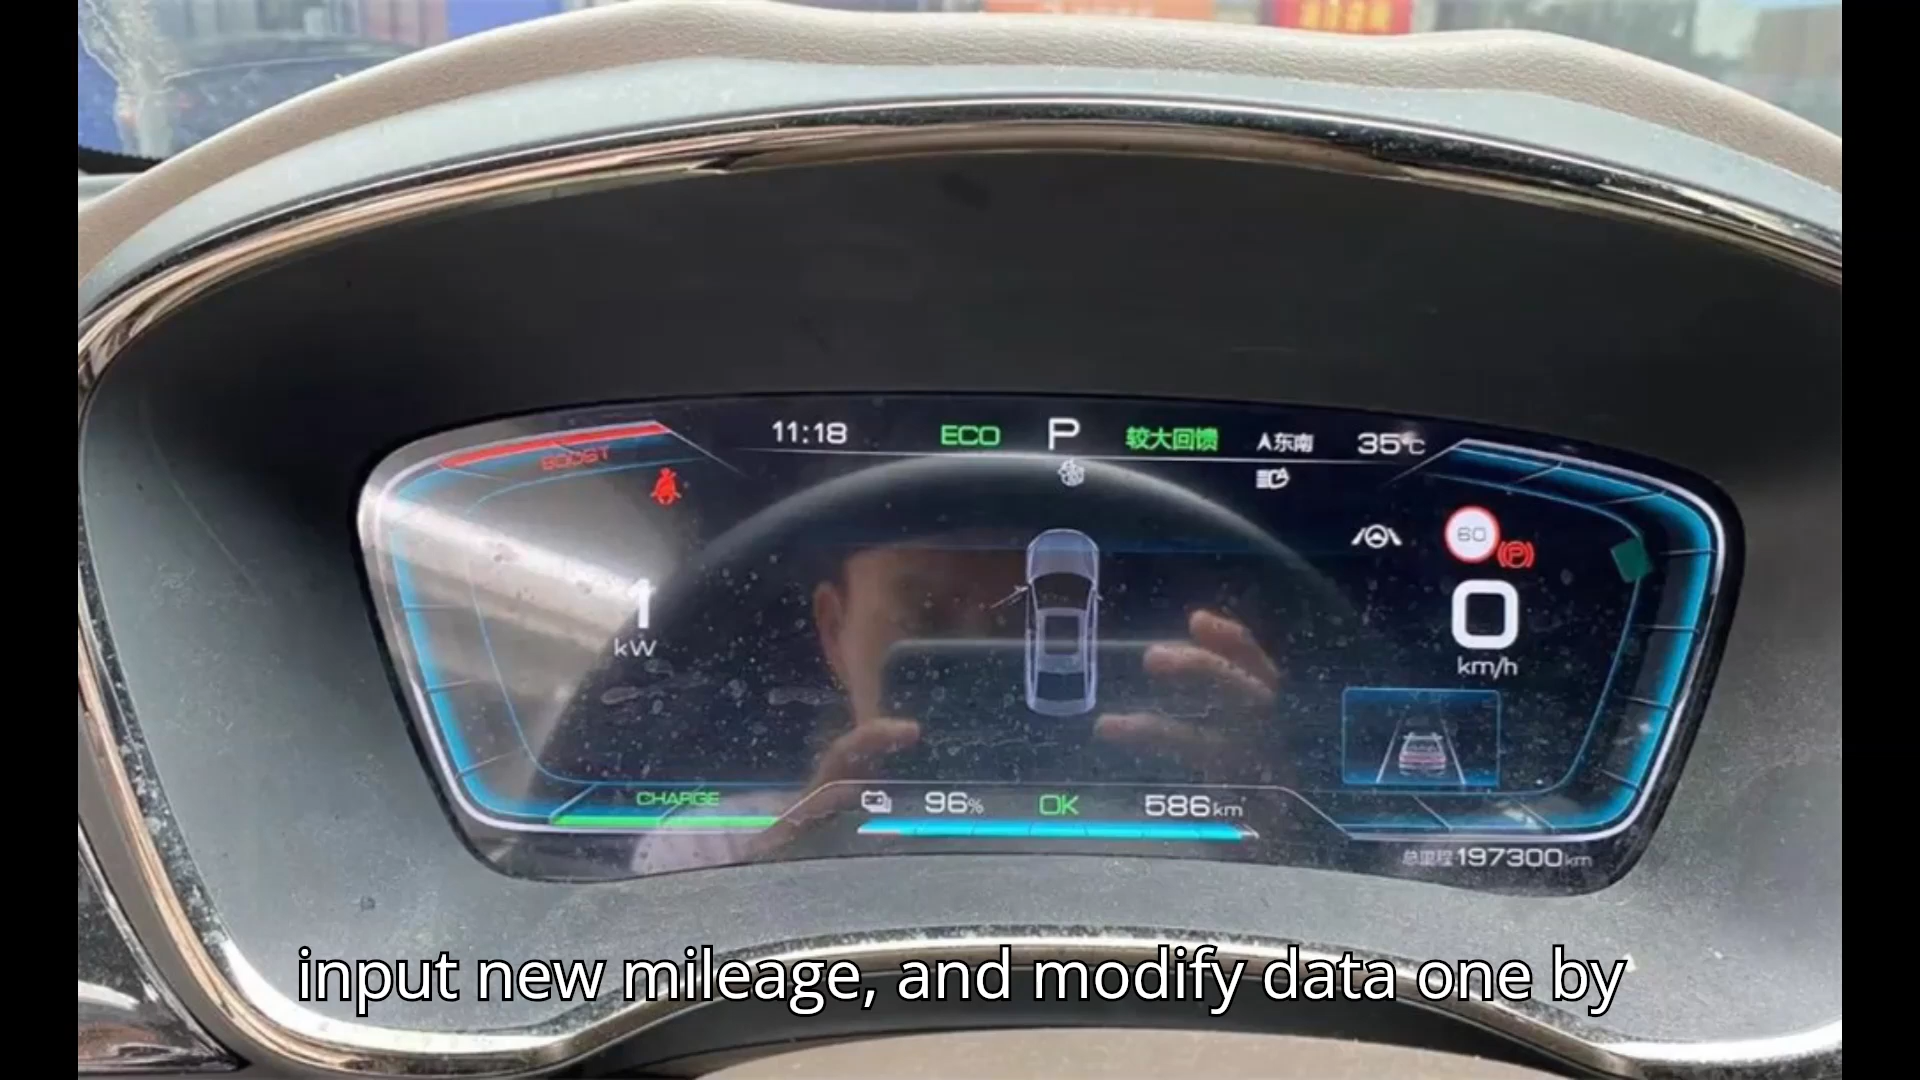 11:18
ECO
P
较大回馈
东南
35℃
BOOST
60
P
1
kW
0
km/h
CHARGE
96%
OK
586km
总里程197300km
input new mileage, and modify data one by